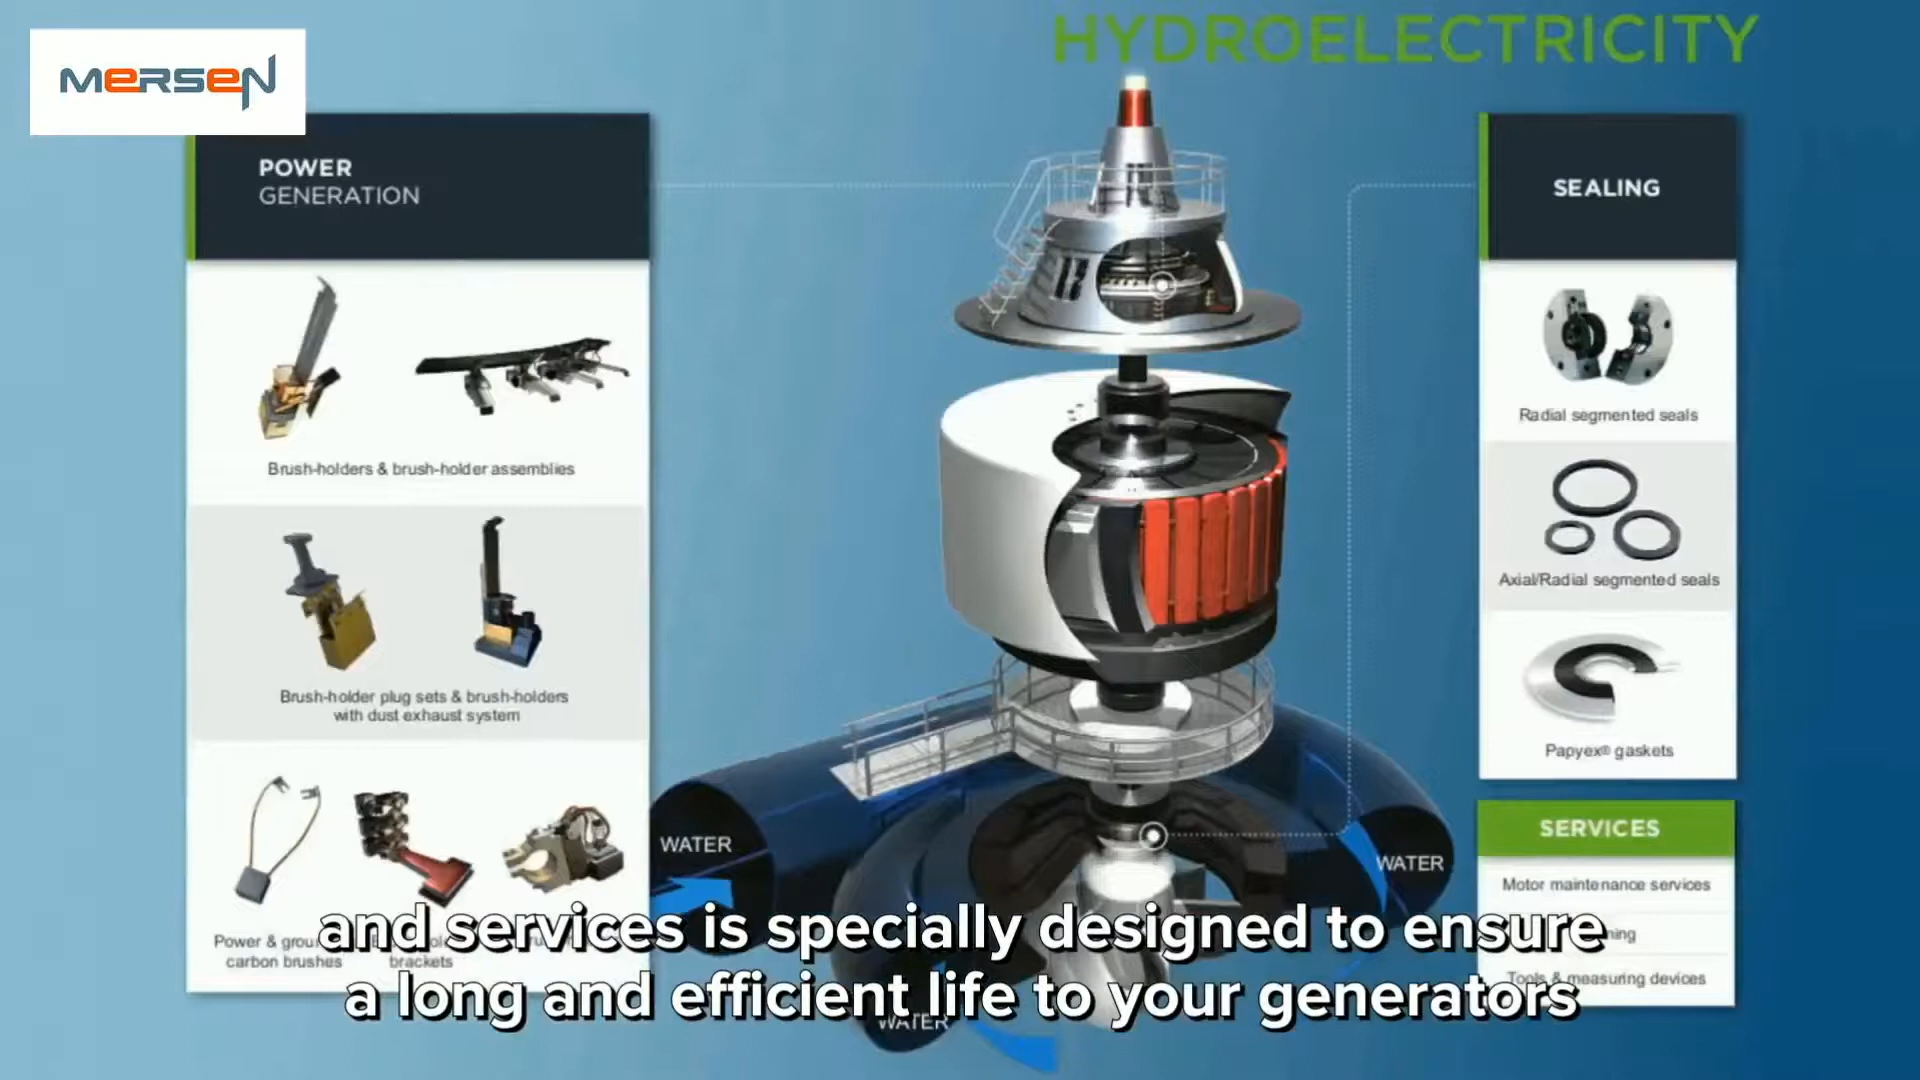 HYDROELECTRICITY
MERSEN
POWER
GENERATION
Brush-holders & brush-holder assemblies
Brush-holder plug sets & brush-holders
with dust exhaust system
Power &
carbon brushes
brackets
SEALING
Radial segmented seals
Axial/Radial segmented seals
Papyex® gaskets
SERVICES
Motor maintenance services
Tools & measuring devices
WATER
WATER
WATER
and services is specially designed to ensure
a long and efficient life to your generators